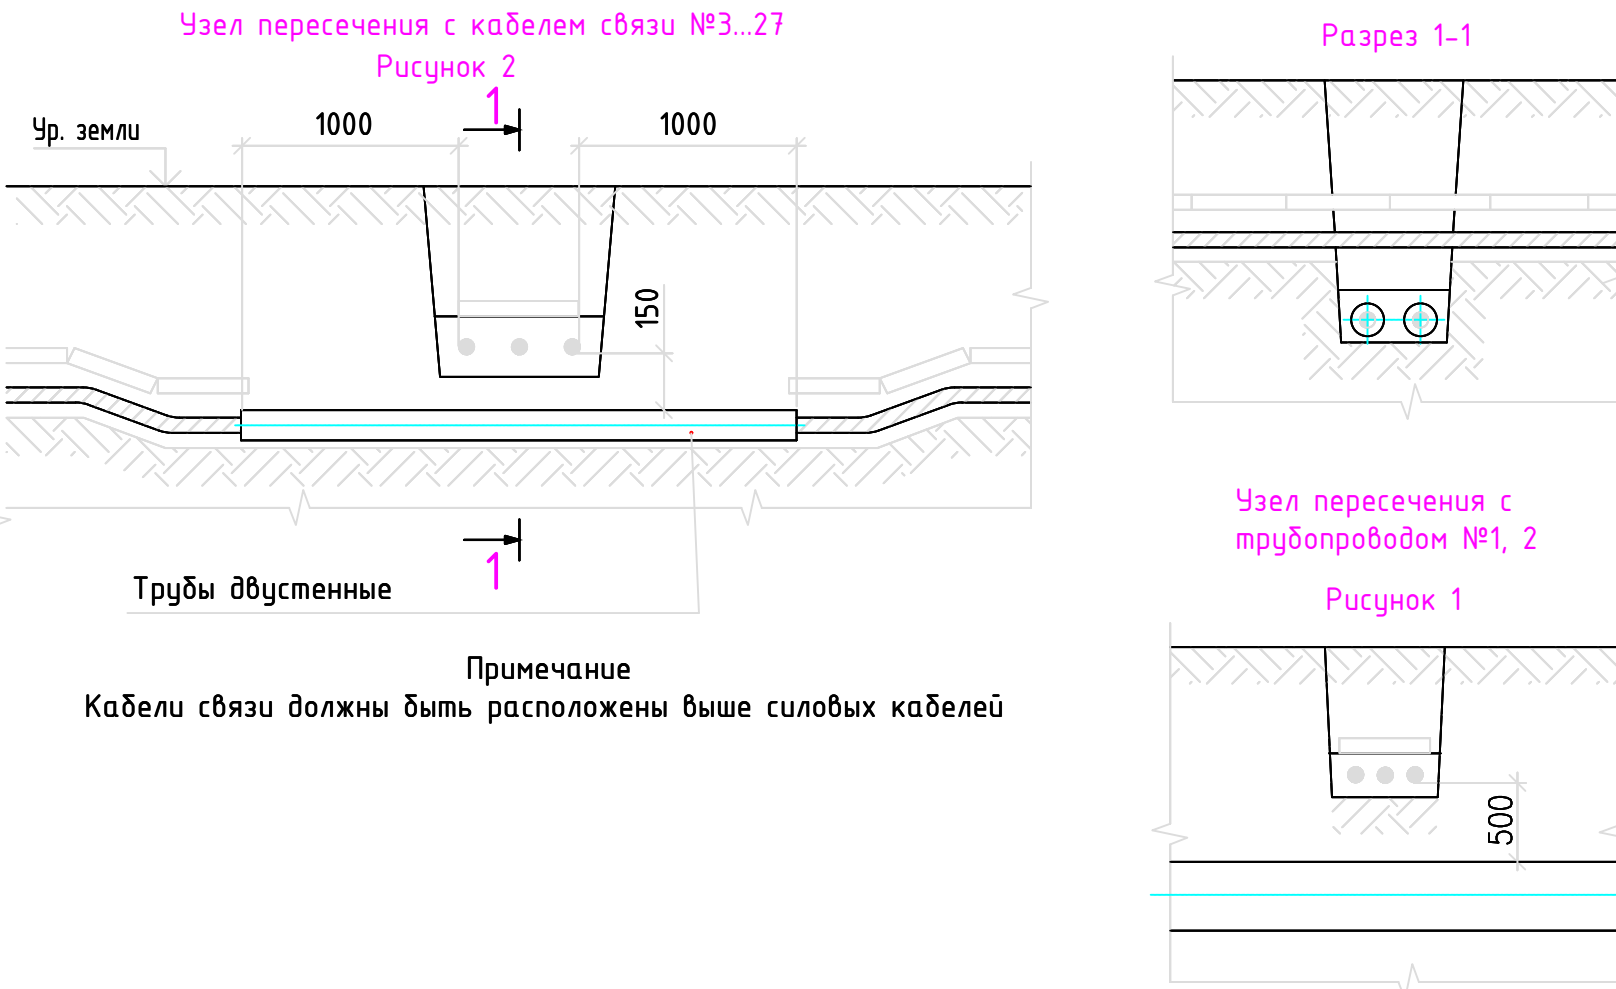 Узел пересечения с кабелем связи №3...27
Рисунок 2
1
Ур. земли
1000
1000
150
1
Трубы двустенные
Примечание
Кабели связи должны быть расположены выше силовых кабелей
Разрез 1-1
Узел пересечения с
трубопроводом №1, 2
Рисунок 1
500